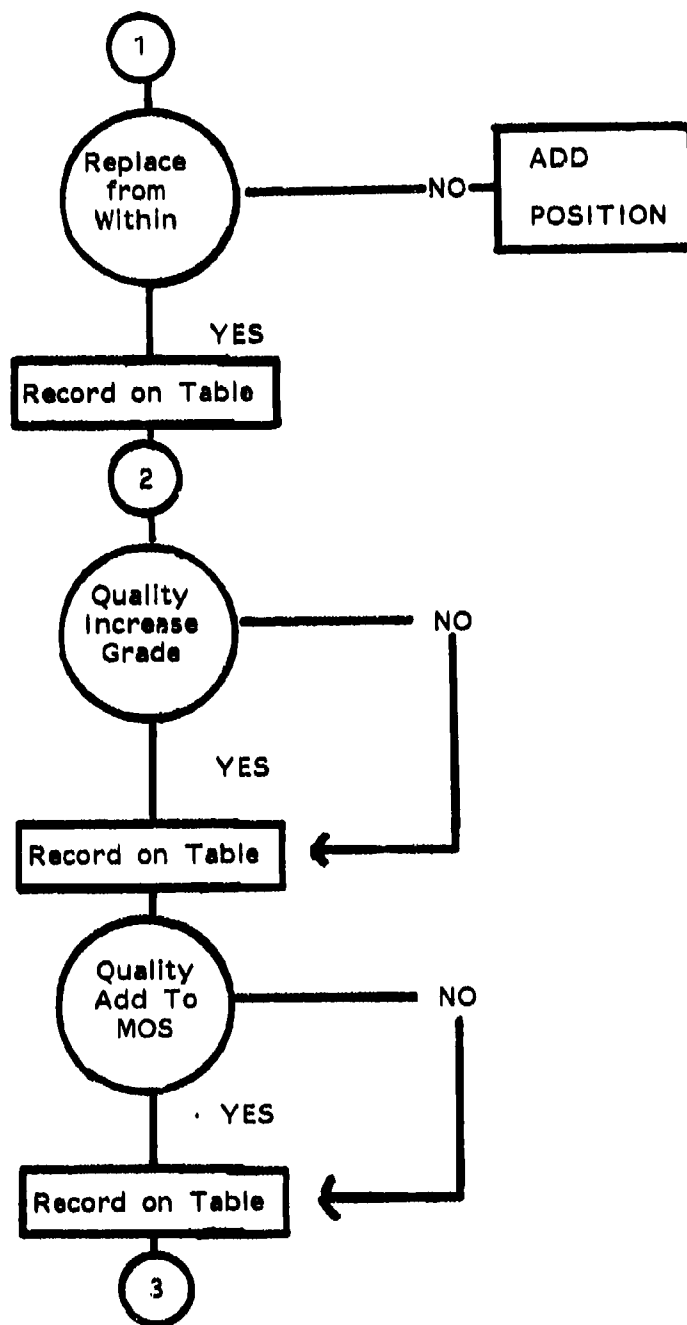 1
Replace
from
Within
NO
ADD
POSITION
YES
Record on Table
2
Quality
Increase
Grade
NO
YES
Record on Table
Quality
Add To
MOS
NO
YES
Record on Table
3